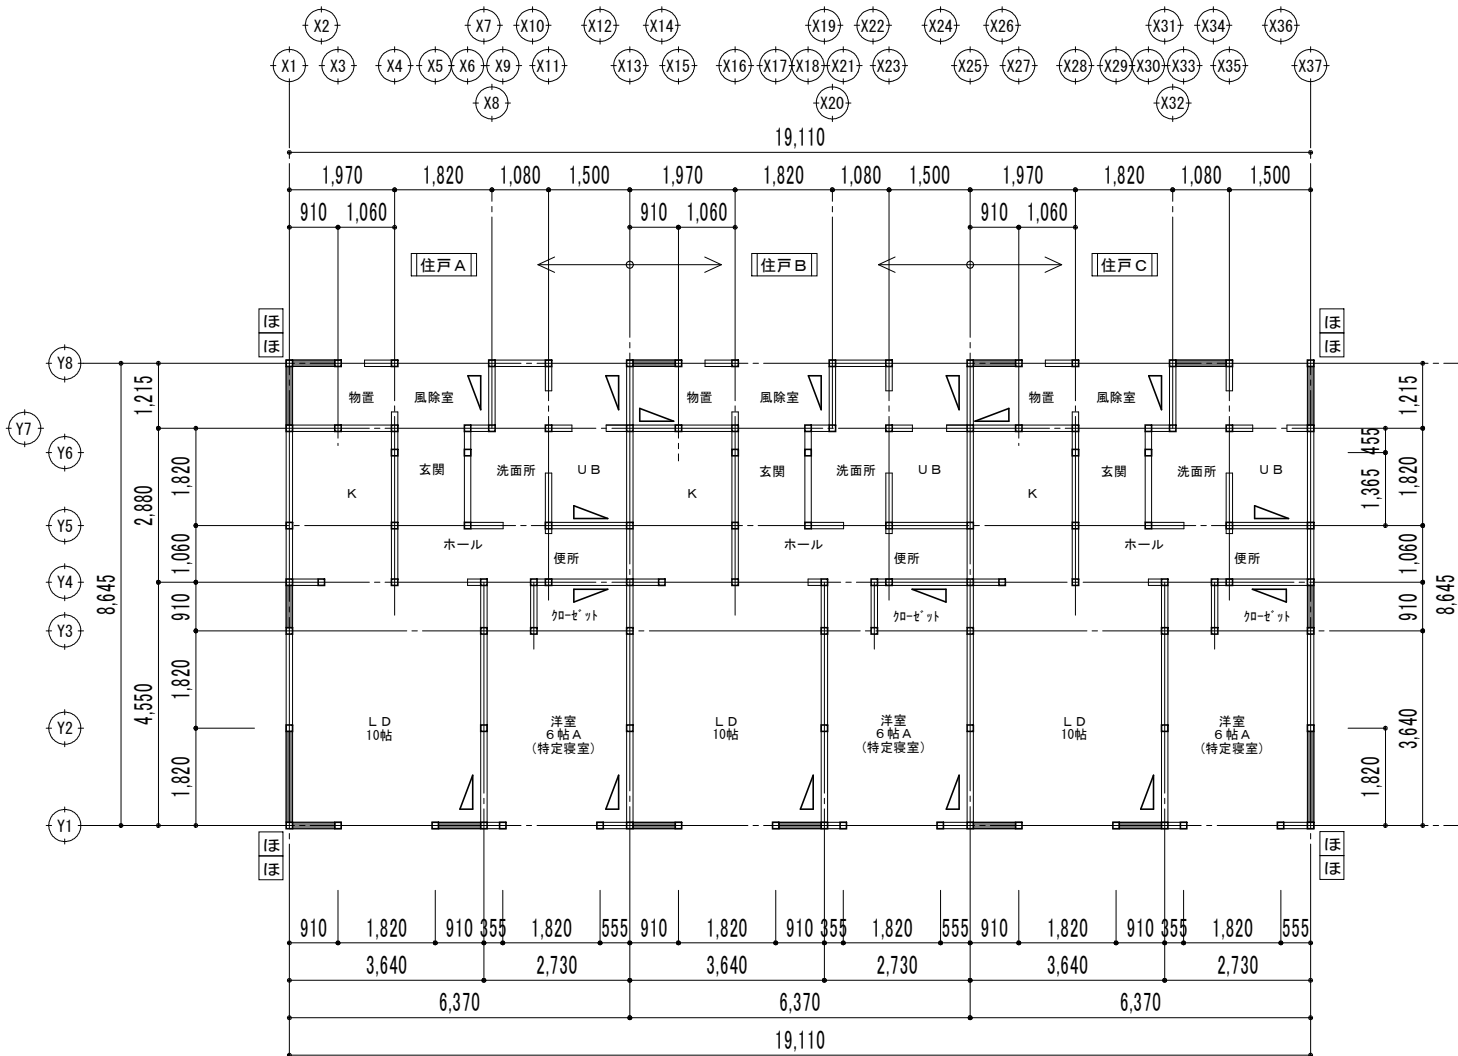 X2 X7 X10 X12 X14 X19 X22 X24 X26 X31 X34 X36
X1 X3 X4 X5 X6 X9 X11 X13 X15 X16 X17 X18 X21 X23 X25 X27 X28 X29 X30 X33 X35 X37
X8 X20 X32
19,110
1,970 1,820 1,080 1,500 1,970 1,820 1,080 1,500 1,970 1,820 1,080 1,500
910 1,060 910 1,060 910 1,060
住戸A 住戸B 住戸C
ほ ほ
ほ ほ
Y8
Y7
Y6
Y5
Y4
Y3
Y2
Y1
8,645
1,215
2,880
4,550
1,820
1,060
910
1,820
1,820
物置 風除室 物置 風除室 物置 風除室
玄関 洗面所 UB 玄関 洗面所 UB 玄関 洗面所 UB
K K K
ホール 便所 ホール 便所 ホール 便所
クローゼット クローゼット クローゼット
LD 洋室 LD 洋室 LD 洋室
10帖 6帖A 10帖 6帖A 10帖 6帖A
(特定寝室) (特定寝室) (特定寝室)
1,215
455
1,365
1,820
1,060
910
3,640
1,820
8,645
ほ ほ
ほ ほ
910 1,820 910 355 1,820 555 910 1,820 910 355 1,820 555 910 1,820 910 355 1,820 555
3,640 2,730 3,640 2,730 3,640 2,730
6,370 6,370 6,370
19,110